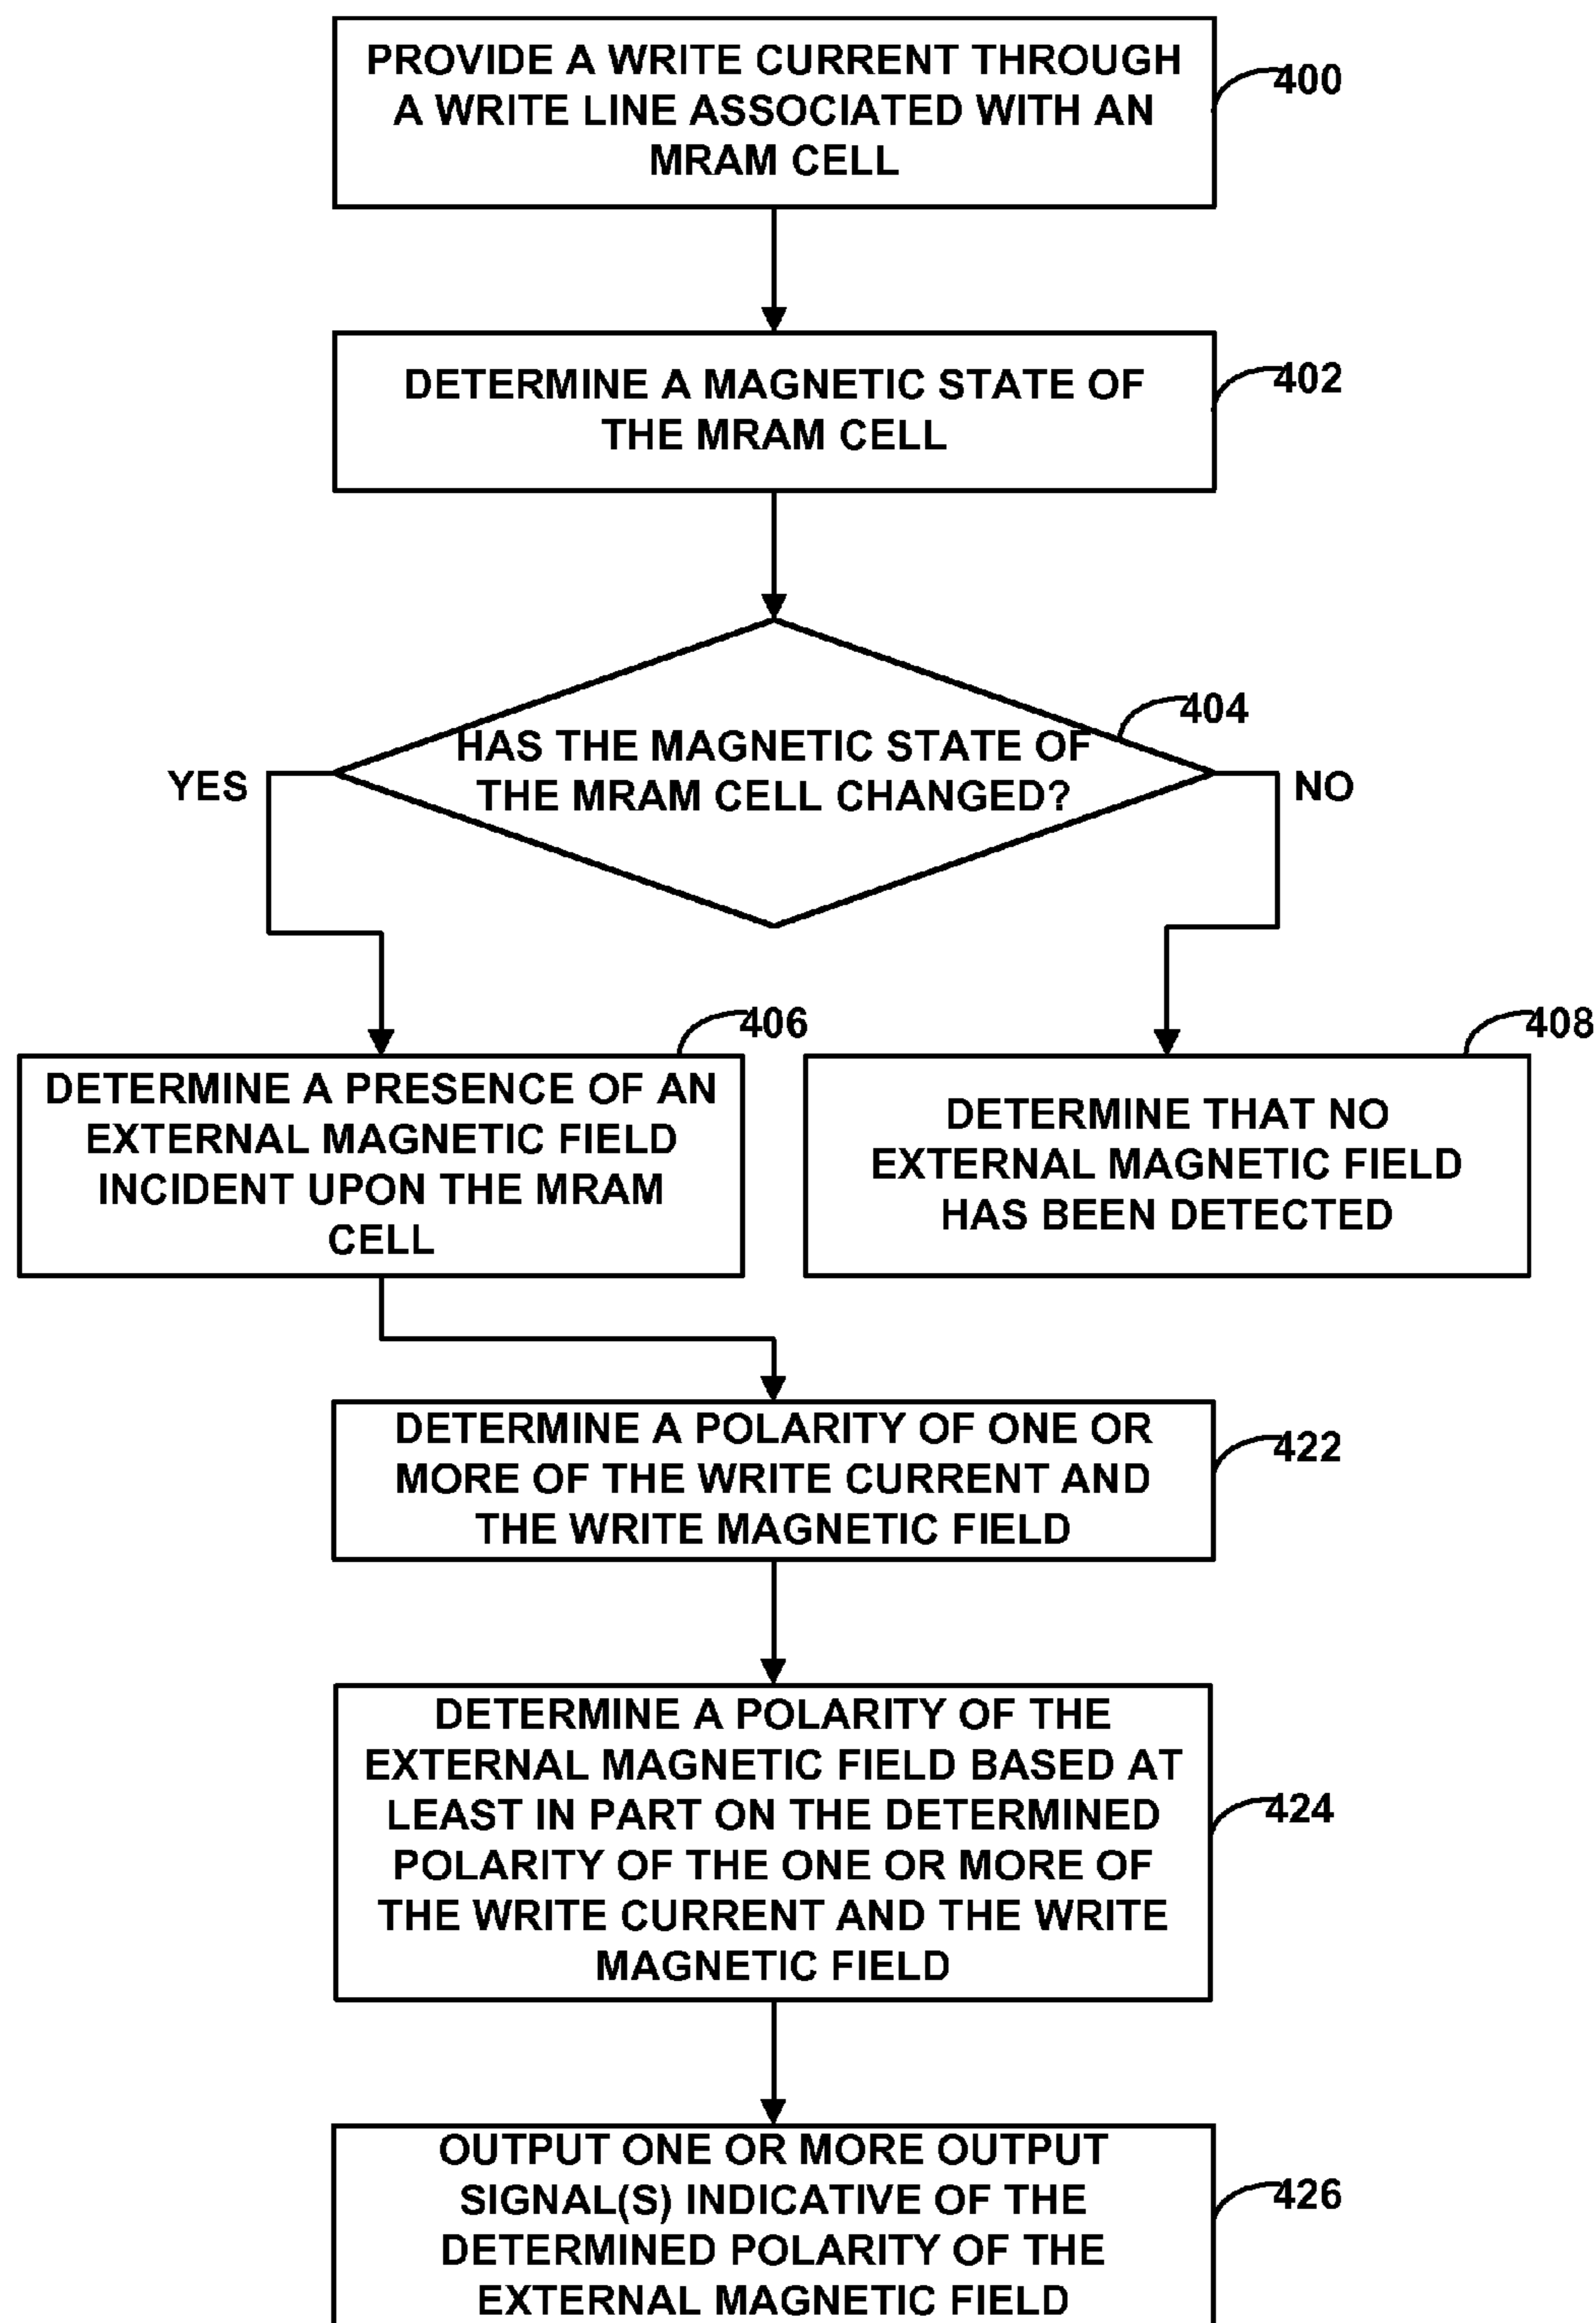 PROVIDE A WRITE CURRENT THROUGH
A WRITE LINE ASSOCIATED WITH AN
MRAM CELL
400
DETERMINE A MAGNETIC STATE OF
THE MRAM CELL
402
HAS THE MAGNETIC STATE OF
THE MRAM CELL CHANGED?
404
YES
NO
DETERMINE A PRESENCE OF AN
EXTERNAL MAGNETIC FIELD
INCIDENT UPON THE MRAM
CELL
406
DETERMINE THAT NO
EXTERNAL MAGNETIC FIELD
HAS BEEN DETECTED
408
DETERMINE A POLARITY OF ONE OR
MORE OF THE WRITE CURRENT AND
THE WRITE MAGNETIC FIELD
422
DETERMINE A POLARITY OF THE
EXTERNAL MAGNETIC FIELD BASED AT
LEAST IN PART ON THE DETERMINED
POLARITY OF THE ONE OR MORE OF
THE WRITE CURRENT AND THE WRITE
MAGNETIC FIELD
424
OUTPUT ONE OR MORE OUTPUT
SIGNAL(S) INDICATIVE OF THE
DETERMINED POLARITY OF THE
EXTERNAL MAGNETIC FIELD
426